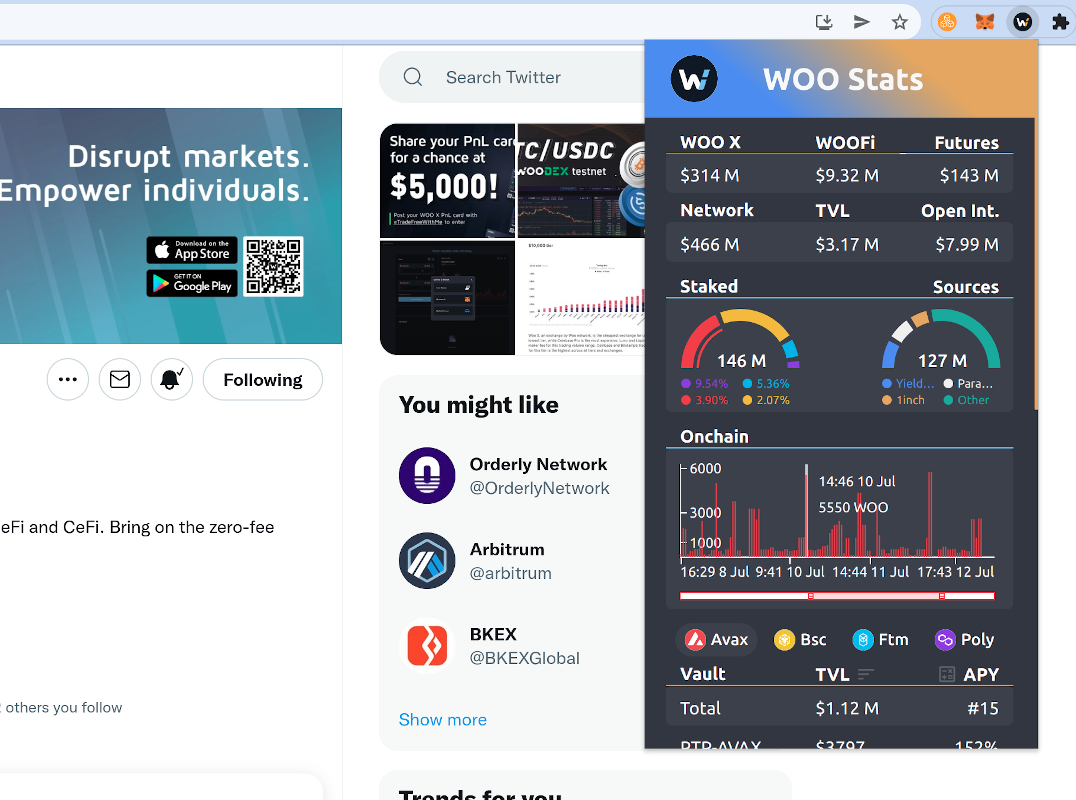 Search Twitter
Disrupt markets.
Empower individuals.
Download on the
App Store
GET IT ON
Google Play
Following
eFi and CeFi. Bring on the zero-fee
others you follow
Share your PnL card
for a chance at
$5,000!
Post your WOO X PnL card with
#TradeFreeWithMe to enter
TC/USDC
WOODEX testnet
$10,000 tier
You might like
Orderly Network
@OrderlyNetwork
Arbitrum
@arbitrum
BKEX
@BKEXGlobal
Show more
Trends for you
WOO Stats
WOO X WOOFi Futures
$314 M $9.32 M $143 M
Network TVL Open Int.
$466 M $3.17 M $7.99 M
Staked Sources
146 M 127 M
9.54% 5.36% Yield... Para...
3.90% 2.07% 1inch Other
Onchain
6000
14:46 10 Jul
5550 WOO
3000
1000
16:29 8 Jul 9:41 10 Jul 14:44 11 Jul 17:43 12 Jul
Avax Bsc Ftm Poly
Vault TVL APY
Total $1.12 M #15
PTP-AVAX $3797 152%